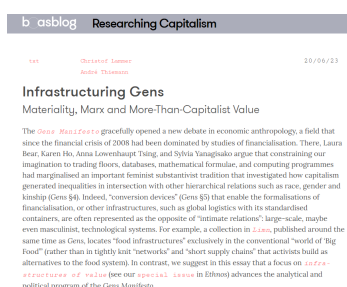 b asblog Researching Capitalism
txt Christof Lammer 20/06/23
André Thiemann
Infrastructuring Gens
Materiality, Marx and More-Than-Capitalist Value
The Gens Manifesto gracefully opened a new debate in economic anthropology, a field that
since the financial crisis of 2008 had been dominated by studies of financialisation. There, Laura
Bear, Karen Ho, Anna Lowenhaupt Tsing, and Sylvia Yanagisako argue that constraining our
imagination to trading floors, databases, mathematical formulae, and computing programmes
had marginalised an important feminist substantivist tradition that investigated how capitalism
generated inequalities in intersection with other hierarchical relations such as race, gender and
kinship (Gens §4). Indeed, “conversion devices” (Gens §5) that enable the formalisations of
financialisation, or other infrastructures, such as global logistics with its standardised
containers, are often represented as the opposite of “intimate relations”: large-scale, maybe
even masculinist, technological systems. For example, a collection in Limn, published around the
same time as Gens, locates “food infrastructures” exclusively in the conventional “world of ‘Big
Food’” (rather than in tightly knit “networks” and “short supply chains” that activists build as
alternatives to the food system). In contrast, we suggest in this essay that a focus on infra-
structures of value (see our special issue in Ethnos) advances the analytical and
political program of the Gens Manifesto.